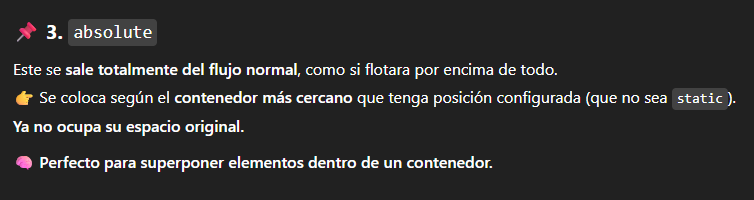 📌 3. absolute
Este se sale totalmente del flujo normal, como si flotara por encima de todo.
👉 Se coloca según el contenedor más cercano que tenga posición configurada (que no sea static).
Ya no ocupa su espacio original.
🧠 Perfecto para superponer elementos dentro de un contenedor.